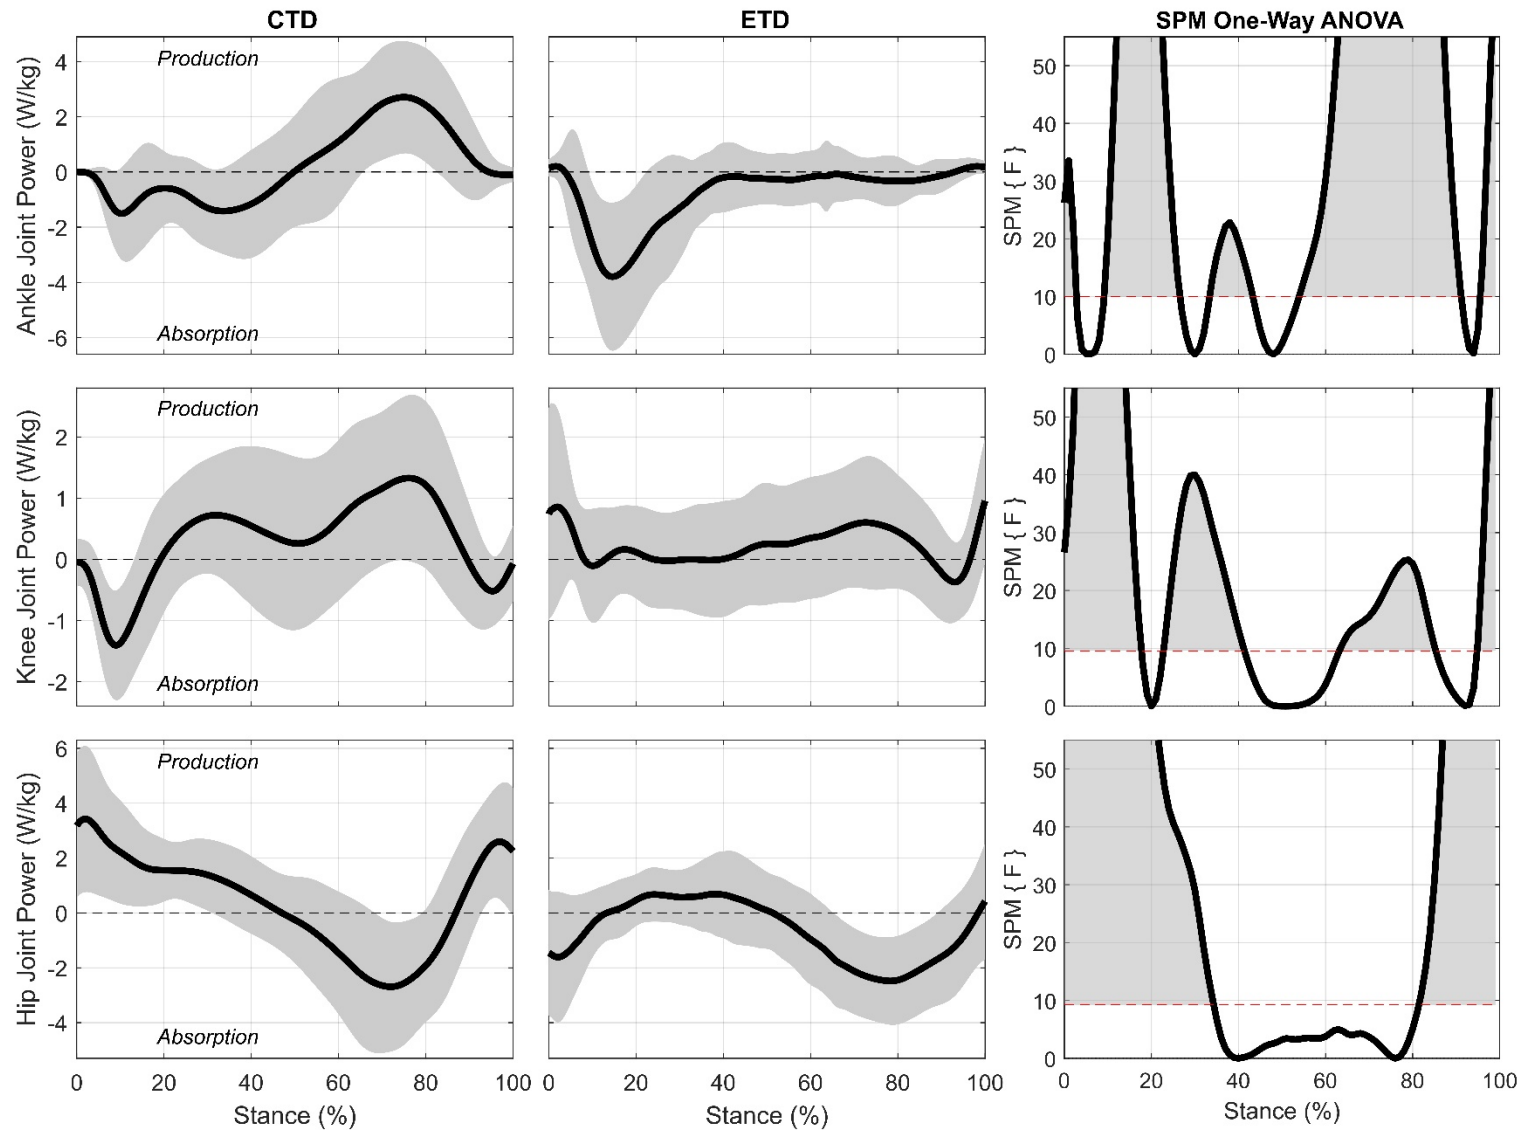 CTD ETD SPM One-Way ANOVA
Ankle Joint Power (W/kg)
4
2
0
-2
-4
-6
Production
Absorption
SPM { F }
50
40
30
20
10
0
Knee Joint Power (W/kg)
2
1
0
-1
-2
Production
Absorption
SPM { F }
50
40
30
20
10
0
Hip Joint Power (W/kg)
6
4
2
0
-2
-4
Production
Absorption
SPM { F }
50
40
30
20
10
0
0 20 40 60 80 100 0 20 40 60 80 100 0 20 40 60 80 100
Stance (%) Stance (%) Stance (%)